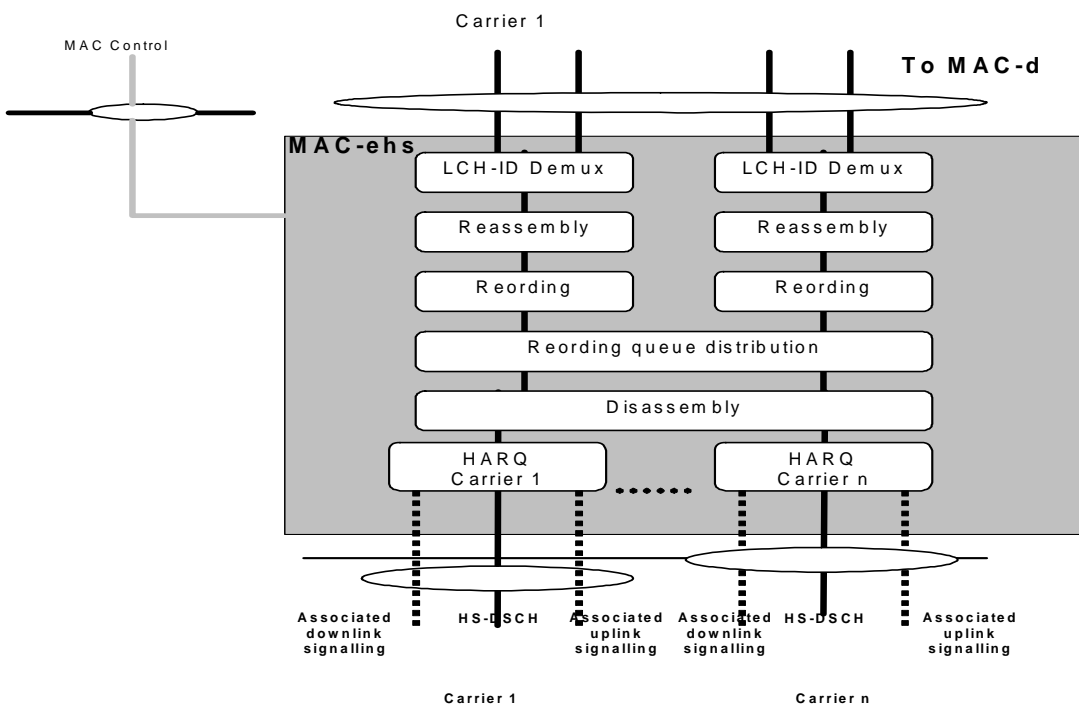 Carrier 1
MAC Control
To MAC-d
MAC-ehs
LCH-ID Demux
LCH-ID Demux
Reassembly
Reassembly
Reording
Reording
Reording queue distribution
Disassembly
HARQ
Carrier 1
HARQ
Carrier n
Associated
downlink
signalling
HS-DSCH
Associated
uplink
signalling
Associated
downlink
signalling
HS-DSCH
Associated
uplink
signalling
Carrier 1
Carrier n